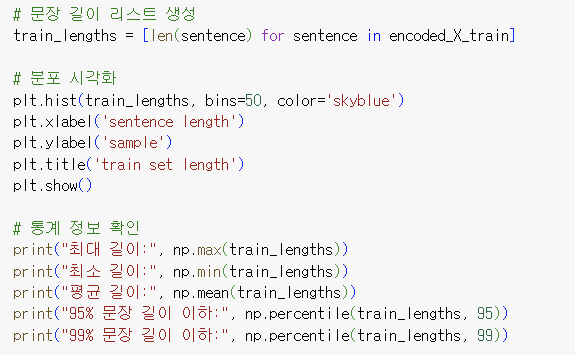 # 문장 길이 리스트 생성
train_lengths = [len(sentence) for sentence in encoded_X_train]
# 분포 시각화
plt.hist(train_lengths, bins=50, color='skyblue')
plt.xlabel('sentence length')
plt.ylabel('sample')
plt.title('train set length')
plt.show()
# 통계 정보 확인
print("최대 길이:", np.max(train_lengths))
print("최소 길이:", np.min(train_lengths))
print("평균 길이:", np.mean(train_lengths))
print("95% 문장 길이 이하:", np.percentile(train_lengths, 95))
print("99% 문장 길이 이하:", np.percentile(train_lengths, 99))